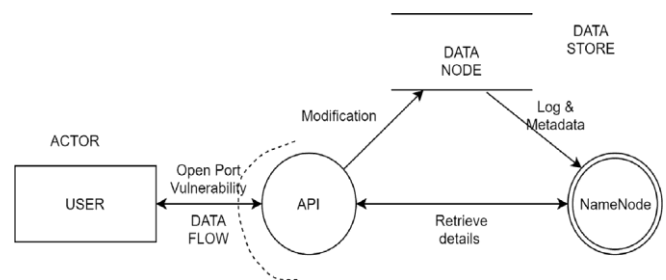 DATA
STORE
DATA
NODE
Modification
Log &
Metadata
ACTOR
Open Port
Vulnerability
USER
API
NameNode
DATA
FLOW
Retrieve
details